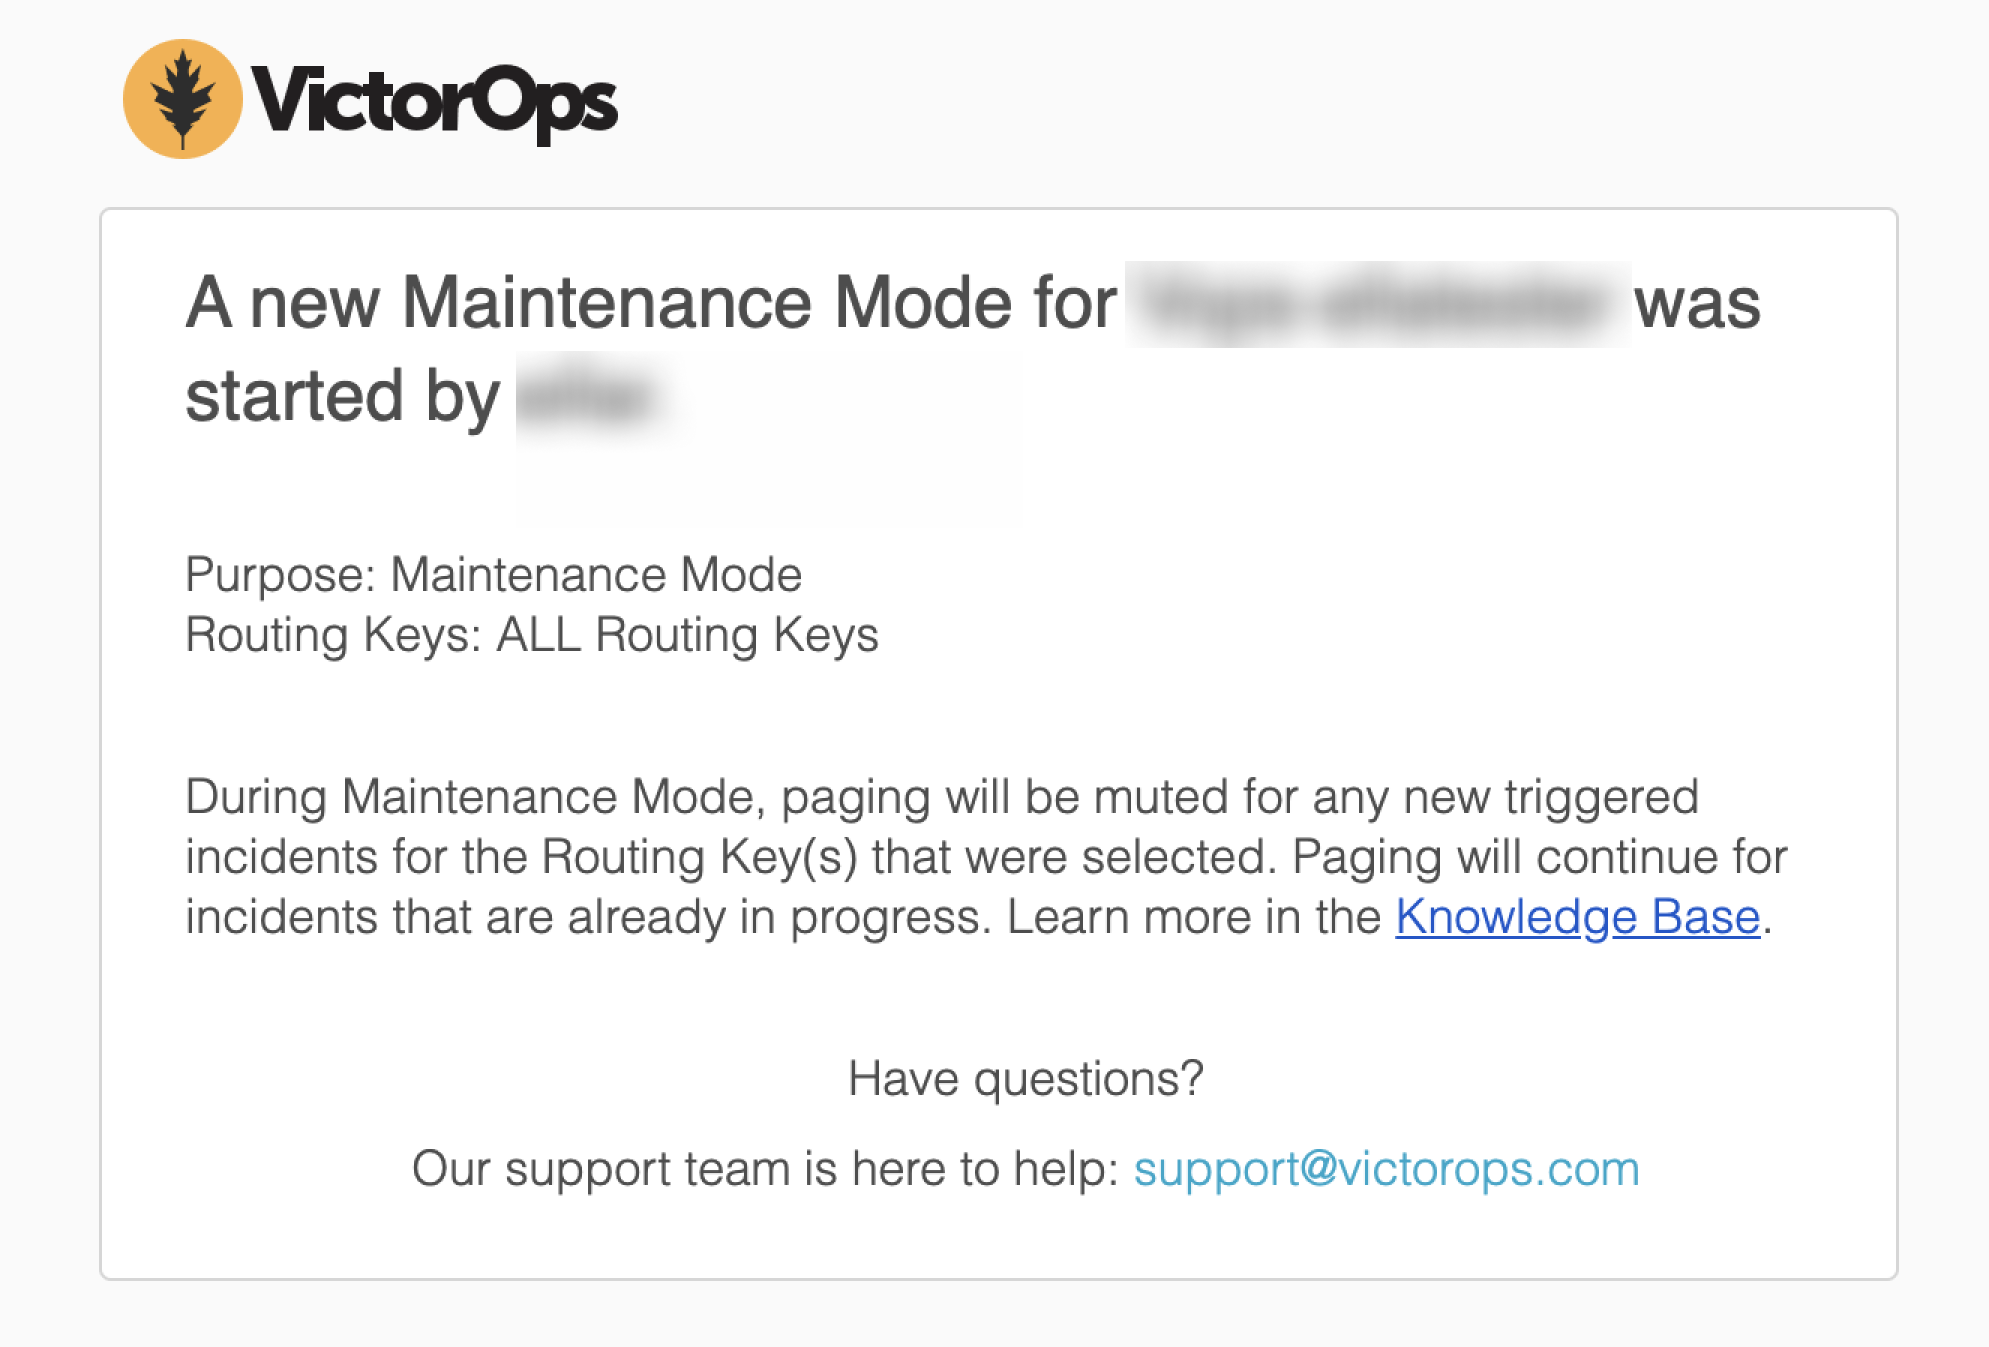 VictorOps
A new Maintenance Mode for was
started by
Purpose: Maintenance Mode
Routing Keys: ALL Routing Keys
During Maintenance Mode, paging will be muted for any new triggered
incidents for the Routing Key(s) that were selected. Paging will continue for
incidents that are already in progress. Learn more in the Knowledge Base.
Have questions?
Our support team is here to help: support@victorops.com